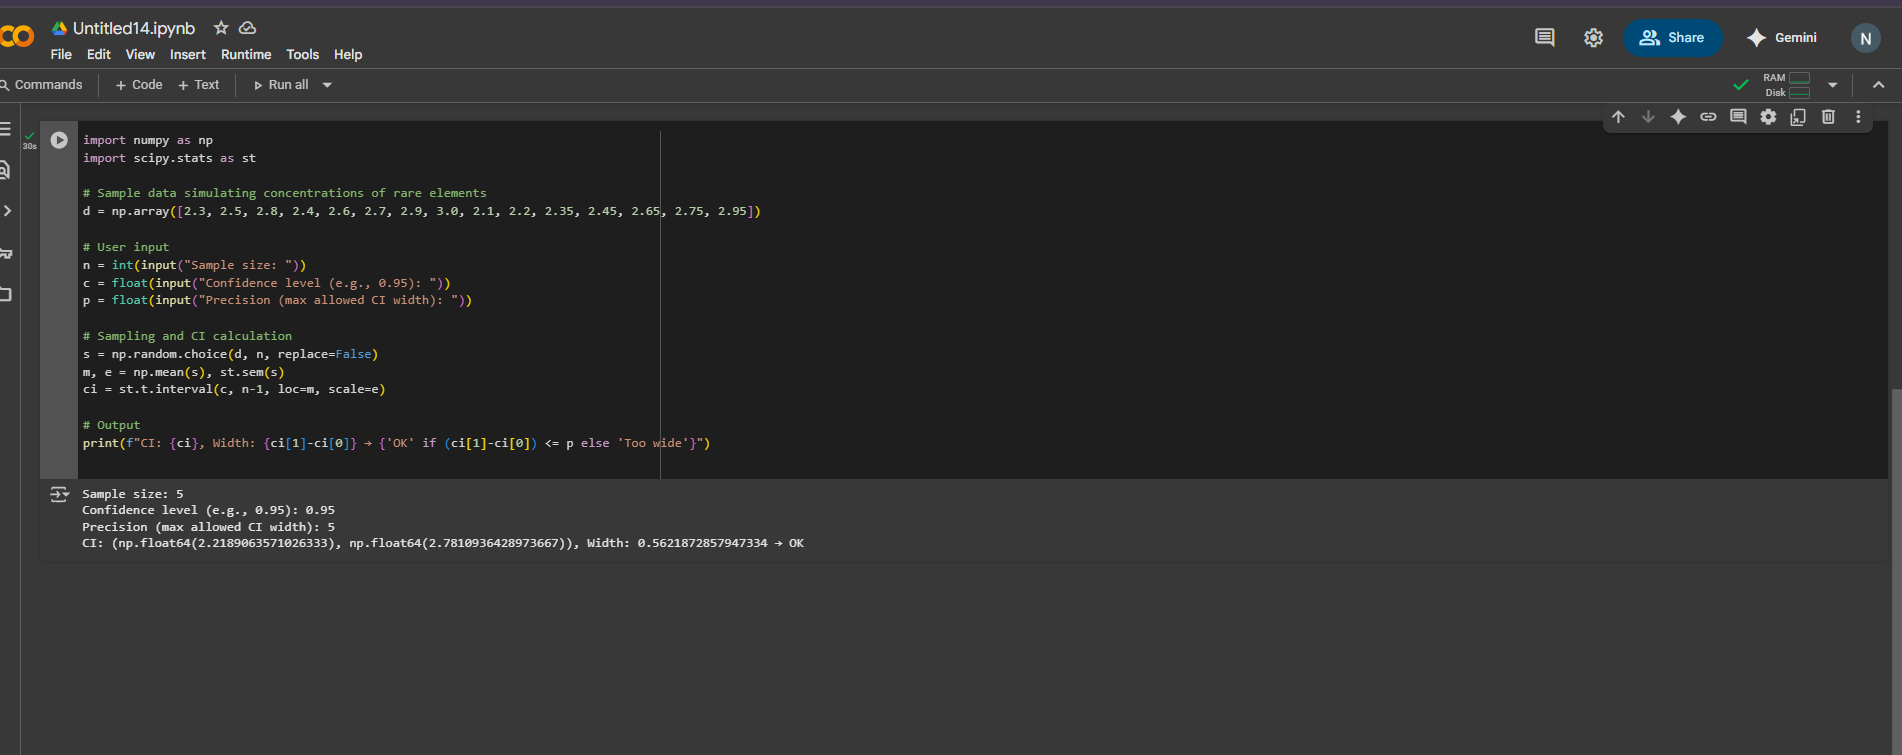 Untitled14.ipynb
File Edit View Insert Runtime Tools Help
Share
Gemini
N
Commands + Code + Text Run all
RAM
Disk
30s
import numpy as np
import scipy.stats as st
# Sample data simulating concentrations of rare elements
d = np.array([2.3, 2.5, 2.8, 2.4, 2.6, 2.7, 2.9, 3.0, 2.1, 2.2, 2.35, 2.45, 2.65, 2.75, 2.95])
# User input
n = int(input("Sample size: "))
c = float(input("Confidence level (e.g., 0.95): "))
p = float(input("Precision (max allowed CI width): "))
# Sampling and CI calculation
s = np.random.choice(d, n, replace=False)
m, e = np.mean(s), st.sem(s)
ci = st.t.interval(c, n-1, loc=m, scale=e)
# Output
print(f"CI: {ci}, Width: {ci[1]-ci[0]} → {'OK' if (ci[1]-ci[0]) <= p else 'Too wide'}")
Sample size: 5
Confidence level (e.g., 0.95): 0.95
Precision (max allowed CI width): 5
CI: (np.float64(2.2189063571026333), np.float64(2.7810936428973667)), Width: 0.5621872857947334 → OK